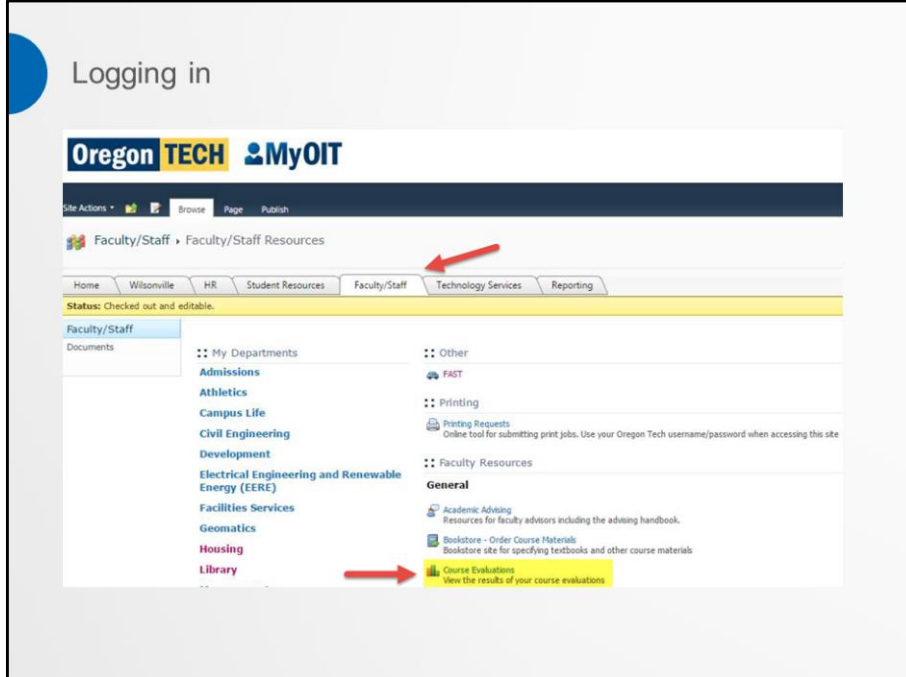 Logging in
Oregon TECH MyOIT
Site Actions Browse Page Publish
Faculty/Staff Faculty/Staff Resources
Home Wilsonville HR Student Resources Faculty/Staff Technology Services Reporting
Status: Checked out and editable.
Faculty/Staff
Documents
:: My Departments
Admissions
Athletics
Campus Life
Civil Engineering
Development
Electrical Engineering and Renewable
Energy (EERE)
Facilities Services
Geomatics
Housing
Library
:: Other
FAST
:: Printing
Printing Requests
Online tool for submitting print jobs. Use your Oregon Tech username/password when accessing this site
:: Faculty Resources
General
Academic Advising
Resources for faculty advisors including the advising handbook.
Bookstore - Order Course Materials
Bookstore site for specifying textbooks and other course materials
Course Evaluations
View the results of your course evaluations